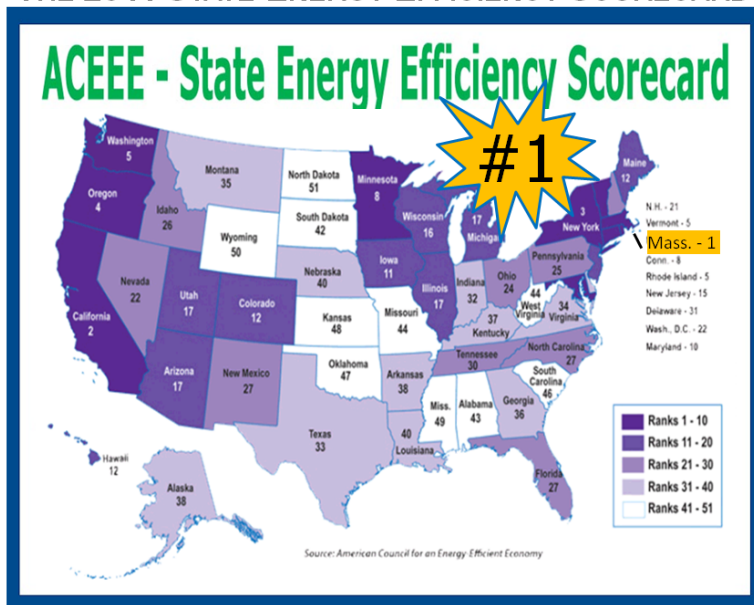 ACEEE - State Energy Efficiency Scorecard
#1
Washington
5
Oregon
4
California
2
Nevada
22
Idaho
26
Montana
35
Wyoming
50
Utah
17
Colorado
12
Arizona
17
New Mexico
27
North Dakota
51
South Dakota
42
Nebraska
40
Kansas
48
Oklahoma
47
Texas
33
Minnesota
8
Iowa
11
Missouri
44
Arkansas
38
40
Louisiana
Wisconsin
16
Illinois
17
17
Michiga
Indiana
32
Ohio
24
37
Kentucky
Tennessee
30
Miss.
49
Alabama
43
Georgia
36
Florida
27
South
Carolina
46
North Carolina
27
34
Virginia
44
West
Virginia
Pennsylvania
25
3
New York
Maine
12
Hawaii
12
Alaska
38
N.H. - 21
Vermont - 5
Mass. - 1
Conn. - 8
Rhode Island - 5
New Jersey - 15
Delaware - 31
Wash., D.C. - 22
Maryland - 10
Ranks 1 - 10
Ranks 11 - 20
Ranks 21 - 30
Ranks 31 - 40
Ranks 41 - 51
Source: American Council for an Energy-Efficient Economy